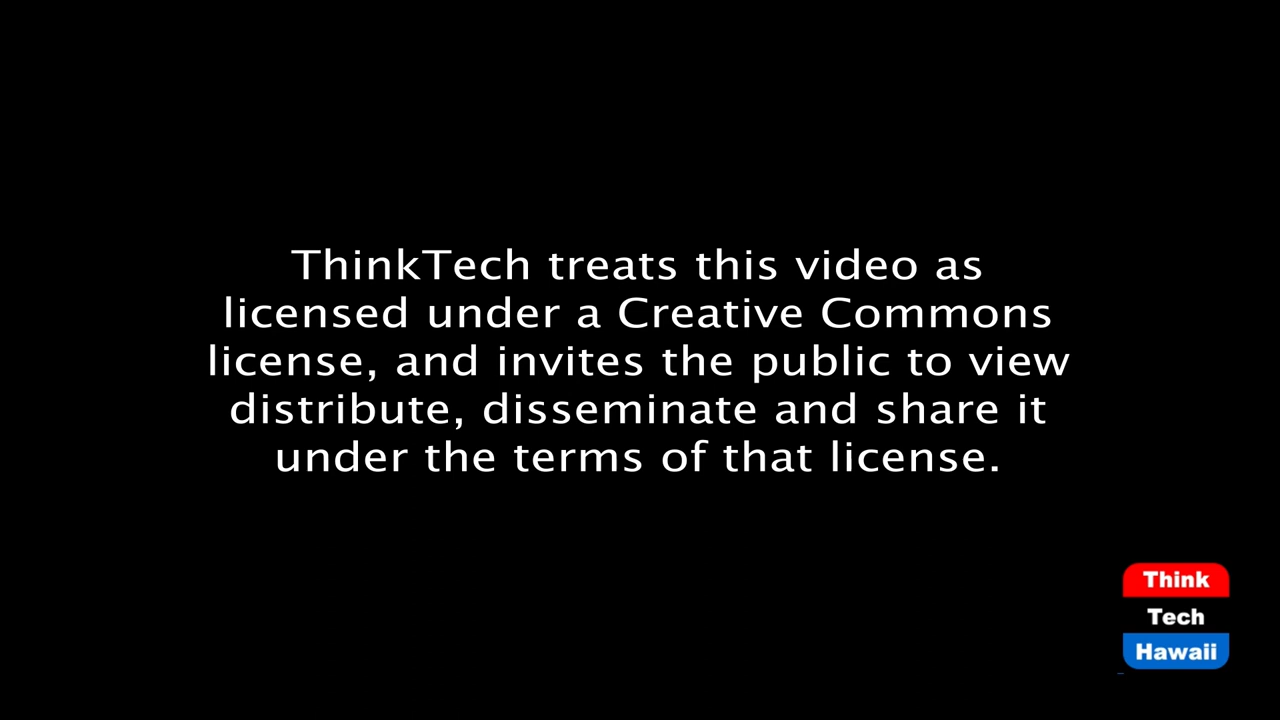 ThinkTech treats this video as
licensed under a Creative Commons
license, and invites the public to view
distribute, disseminate and share it
under the terms of that license.
Think
Tech
Hawaii